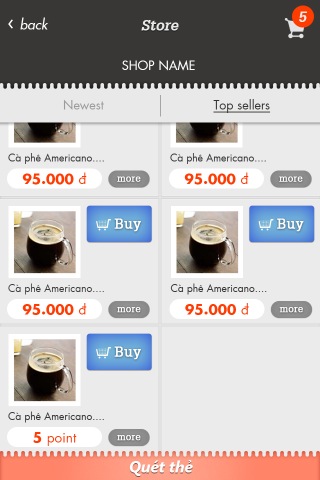 ‹ back
Store
5
SHOP NAME
Newest
Top sellers
Cà phê Americano....
Cà phê Americano....
95.000 đ
more
95.000 đ
more
Buy
Buy
Cà phê Americano....
Cà phê Americano....
95.000 đ
more
95.000 đ
more
Buy
Cà phê Americano....
5 point
more
Quét thẻ